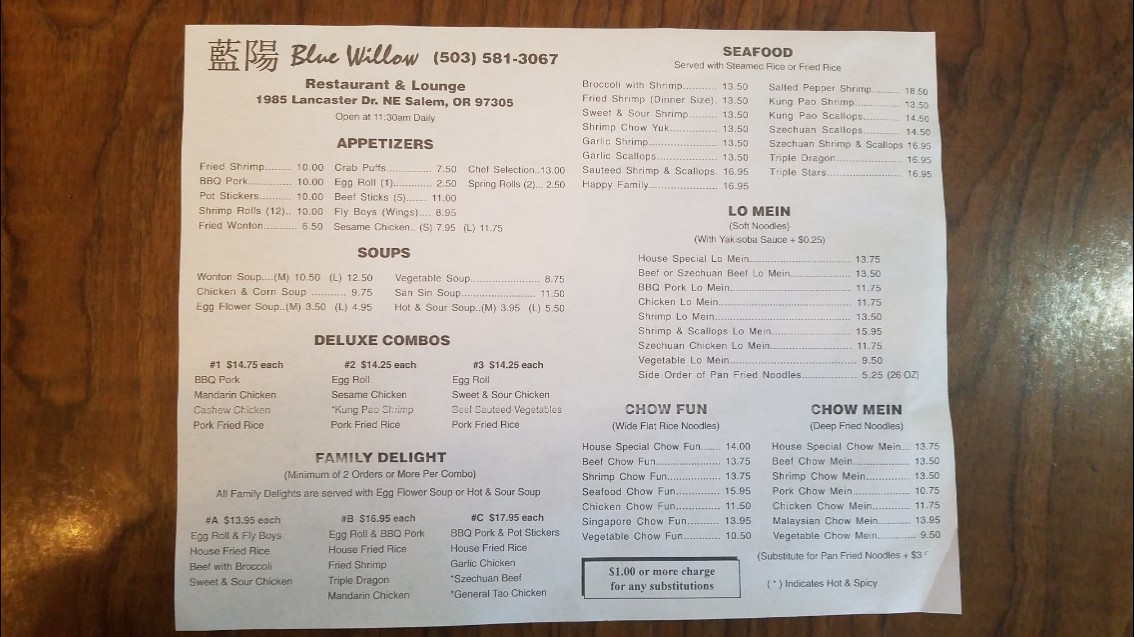 藍陽 Blue Willow (503) 581-3067
Restaurant & Lounge
1985 Lancaster Dr. NE Salem, OR 97305
Open at 11:30am Daily
APPETIZERS
Fried Shrimp.......... 10.00 Crab Puffs............... 7.50 Chef Selection..13.00
BBQ Pork............... 10.00 Egg Roll (1)............. 2.50 Spring Rolls (2)... 2.50
Pot Stickers........... 10.00 Beef Sticks (5)....... 11.00
Shrimp Rolls (12).. 10.00 Fly Boys (Wings).... 8.95
Fried Wonton.......... 6.50 Sesame Chicken.. (S) 7.95 (L) 11.75
SOUPS
Wonton Soup....(M) 10.50 (L) 12.50 Vegetable Soup....................... 8.75
Chicken & Corn Soup ........... 9.75 San Sin Soup......................... 11.50
Egg Flower Soup..(M) 3.50 (L) 4.95 Hot & Sour Soup..(M) 3.95 (L) 5.50
DELUXE COMBOS
#1 $14.75 each
BBQ Pork
Mandarin Chicken
Cashew Chicken
Pork Fried Rice
#2 $14.25 each
Egg Roll
Sesame Chicken
*Kung Pao Shrimp
Pork Fried Rice
#3 $14.25 each
Egg Roll
Sweet & Sour Chicken
Beef Sauteed Vegetables
Pork Fried Rice
FAMILY DELIGHT
(Minimum of 2 Orders or More Per Combo)
All Family Delights are served with Egg Flower Soup or Hot & Sour Soup
#A $13.95 each
Egg Roll & Fly Boys
House Fried Rice
Beef with Broccoli
Sweet & Sour Chicken
#B $16.95 each
Egg Roll & BBQ Pork
House Fried Rice
Fried Shrimp
Triple Dragon
Mandarin Chicken
#C $17.95 each
BBQ Pork & Pot Stickers
House Fried Rice
Garlic Chicken
*Szechuan Beef
*General Tao Chicken
SEAFOOD
Served with Steamed Rice or Fried Rice
Broccoli with Shrimp........... 13.50
Fried Shrimp (Dinner Size). 13.50
Sweet & Sour Shrimp......... 13.50
Shrimp Chow Yuk............... 13.50
Garlic Shrimp...................... 13.50
Garlic Scallops................... 13.50
Sauteed Shrimp & Scallops. 16.95
Happy Family...................... 16.95
Salted Pepper Shrimp......... 18.50
Kung Pao Shrimp............... 13.50
Kung Pao Scallops............ 14.50
Szechuan Scallops............ 14.50
Szechuan Shrimp & Scallops 16.95
Triple Dragon..................... 16.95
Triple Stars........................ 16.95
LO MEIN
(Soft Noodles)
(With Yakisoba Sauce + $0.25)
House Special Lo Mein........................... 13.75
Beef or Szechuan Beef Lo Mein............... 13.50
BBQ Pork Lo Mein................................ 11.75
Chicken Lo Mein................................... 11.75
Shrimp Lo Mein.................................... 13.50
Shrimp & Scallops Lo Mein..................... 15.95
Szechuan Chicken Lo Mein..................... 11.75
Vegetable Lo Mein................................ 9.50
Side Order of Pan Fried Noodles................. 5.25 (26 OZ)
CHOW FUN
(Wide Flat Rice Noodles)
House Special Chow Fun...... 14.00
Beef Chow Fun.................. 13.75
Shrimp Chow Fun............... 13.75
Seafood Chow Fun............. 15.95
Chicken Chow Fun............. 11.50
Singapore Chow Fun.......... 13.95
Vegetable Chow Fun........... 10.50
CHOW MEIN
(Deep Fried Noodles)
House Special Chow Mein... 13.75
Beef Chow Mein................ 13.50
Shrimp Chow Mein............. 13.50
Pork Chow Mein................ 10.75
Chicken Chow Mein........... 11.75
Malaysian Chow Mein........ 13.95
Vegetable Chow Mein......... 9.50
(Substitute for Pan Fried Noodles +
$1.00 or more charge
for any substitutions
( * ) Indicates Hot & Spicy